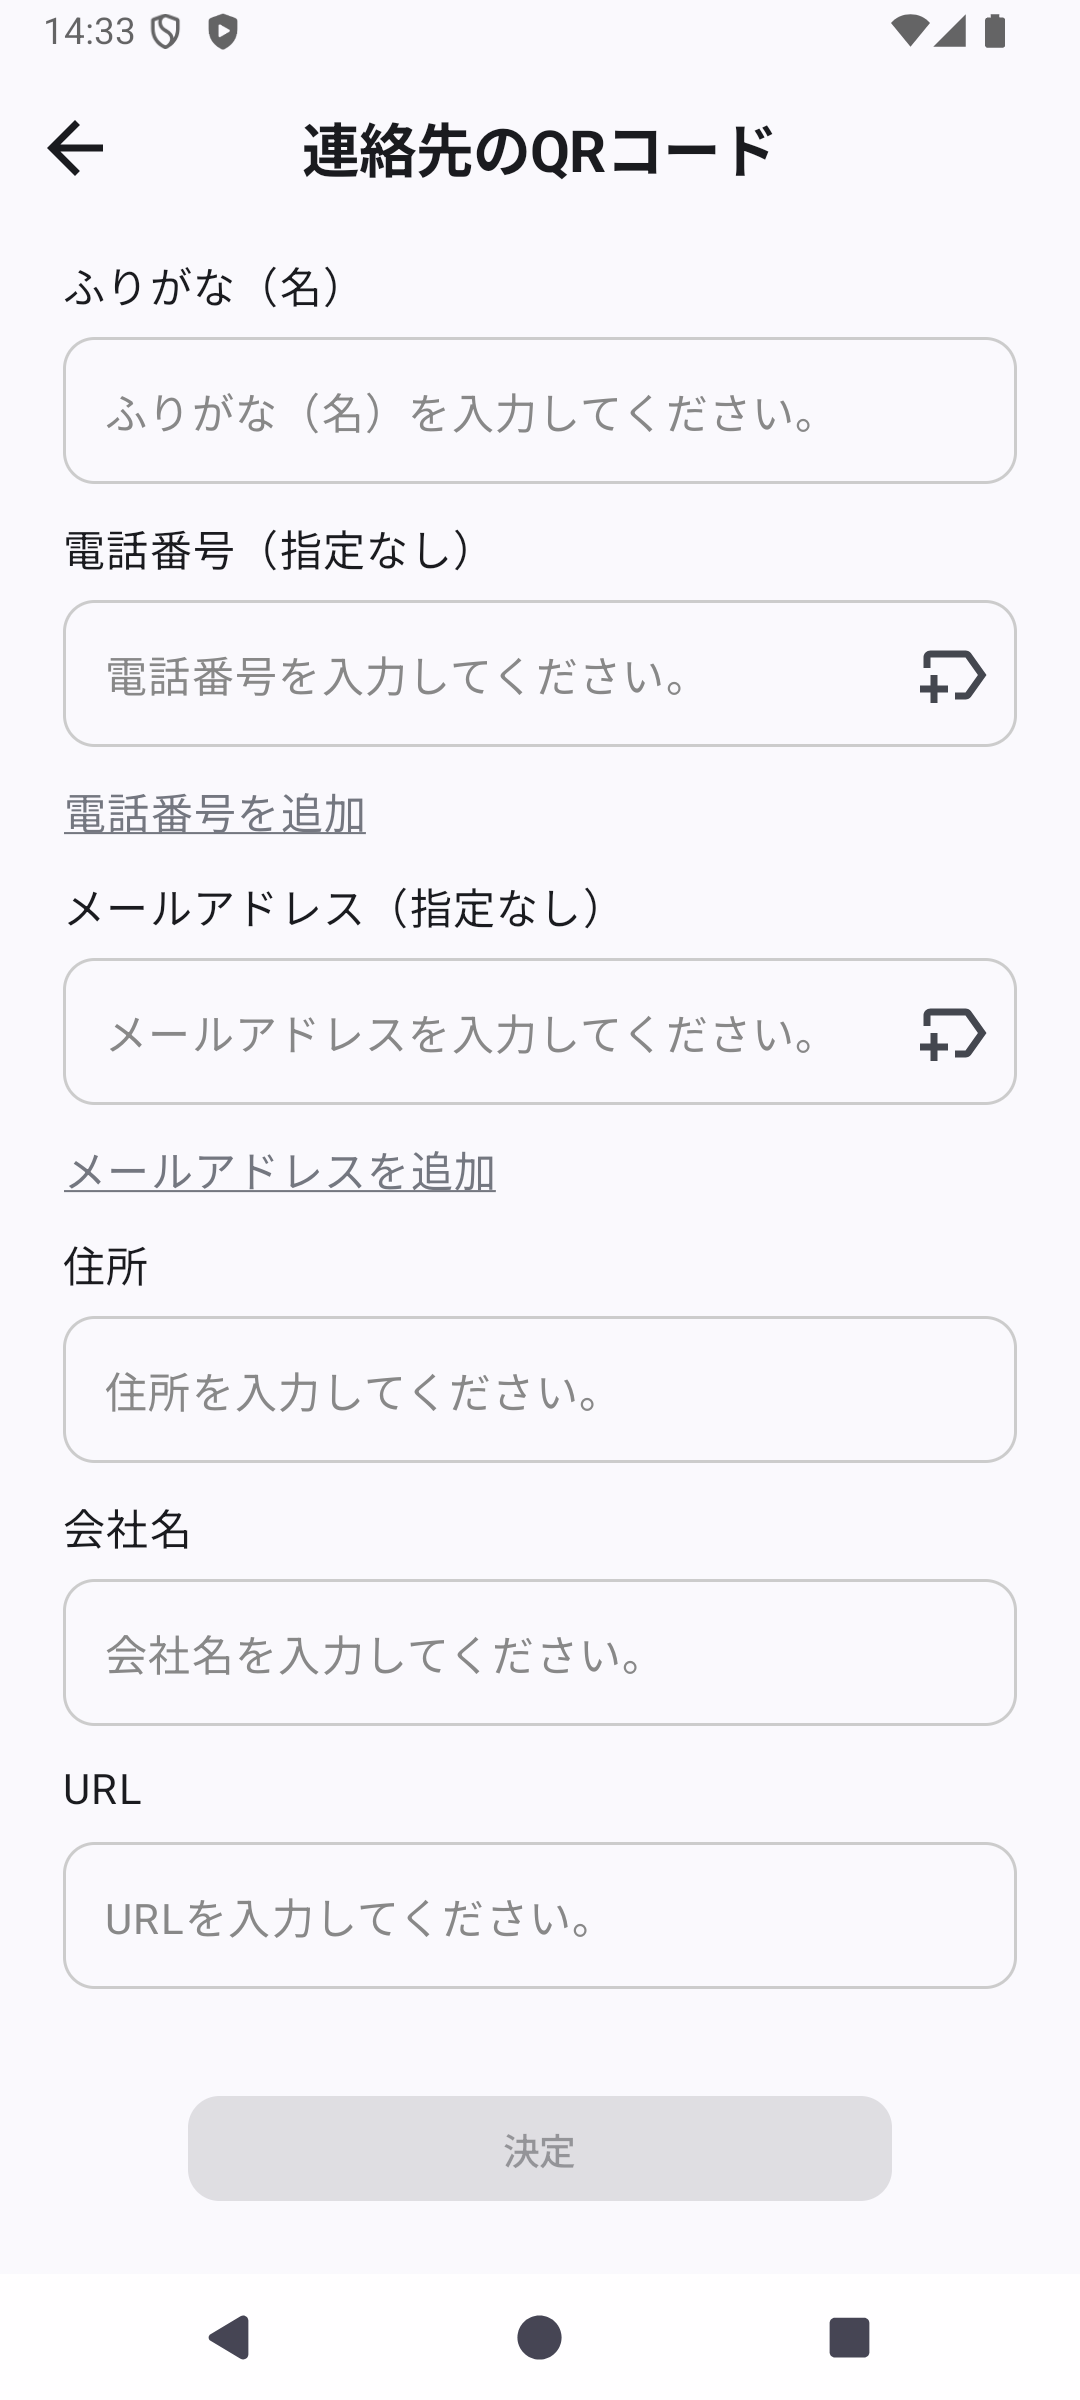 14:33
連絡先のQRコード
ふりがな（名）
ふりがな（名）を入力してください。
電話番号（指定なし）
電話番号を入力してください。
電話番号を追加
メールアドレス（指定なし）
メールアドレスを入力してください。
メールアドレスを追加
住所
住所を入力してください。
会社名
会社名を入力してください。
URL
URLを入力してください。
決定